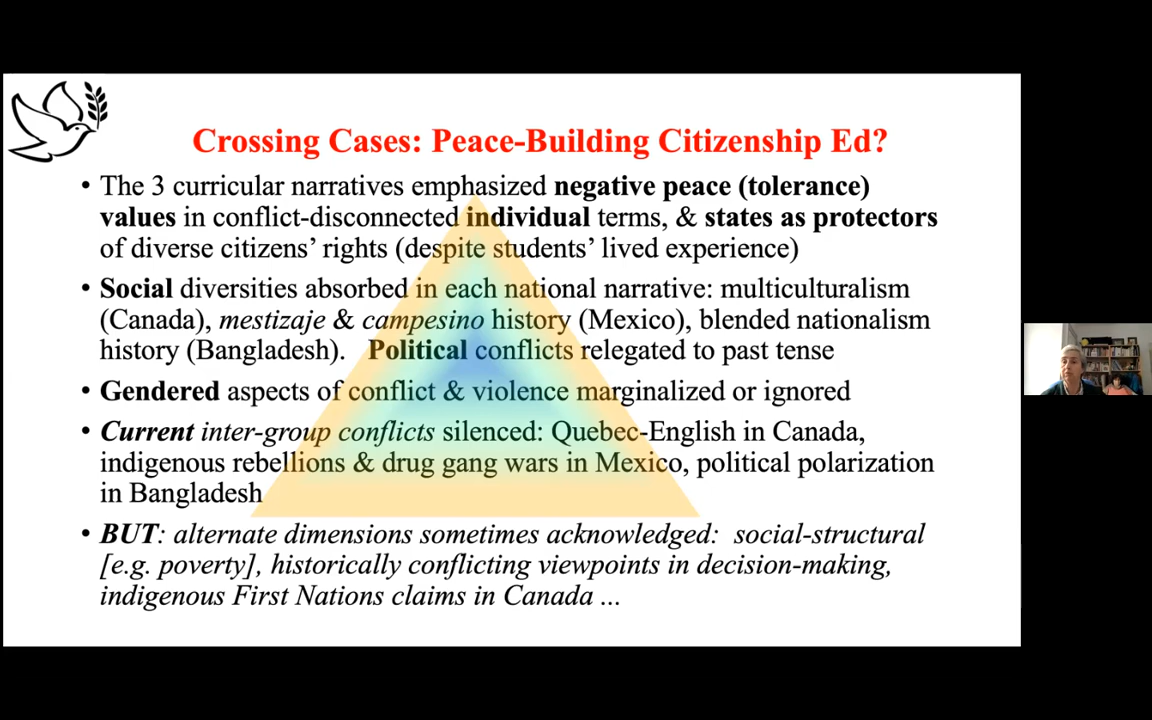 Crossing Cases: Peace-Building Citizenship Ed?
• The 3 curricular narratives emphasized negative peace (tolerance)
values in conflict-disconnected individual terms, & states as protectors
of diverse citizens’ rights (despite students’ lived experience)
• Social diversities absorbed in each national narrative: multiculturalism
(Canada), mestizaje & campesino history (Mexico), blended nationalism
history (Bangladesh). Political conflicts relegated to past tense
• Gendered aspects of conflict & violence marginalized or ignored
• Current inter-group conflicts silenced: Quebec-English in Canada,
indigenous rebellions & drug gang wars in Mexico, political polarization
in Bangladesh
• BUT: alternate dimensions sometimes acknowledged: social-structural
[e.g. poverty], historically conflicting viewpoints in decision-making,
indigenous First Nations claims in Canada ...